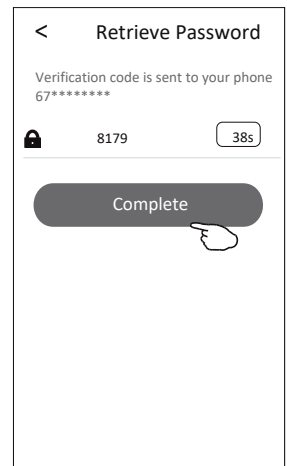 < Retrieve Password
Verification code is sent to your phone
67********
8179 38s
Complete